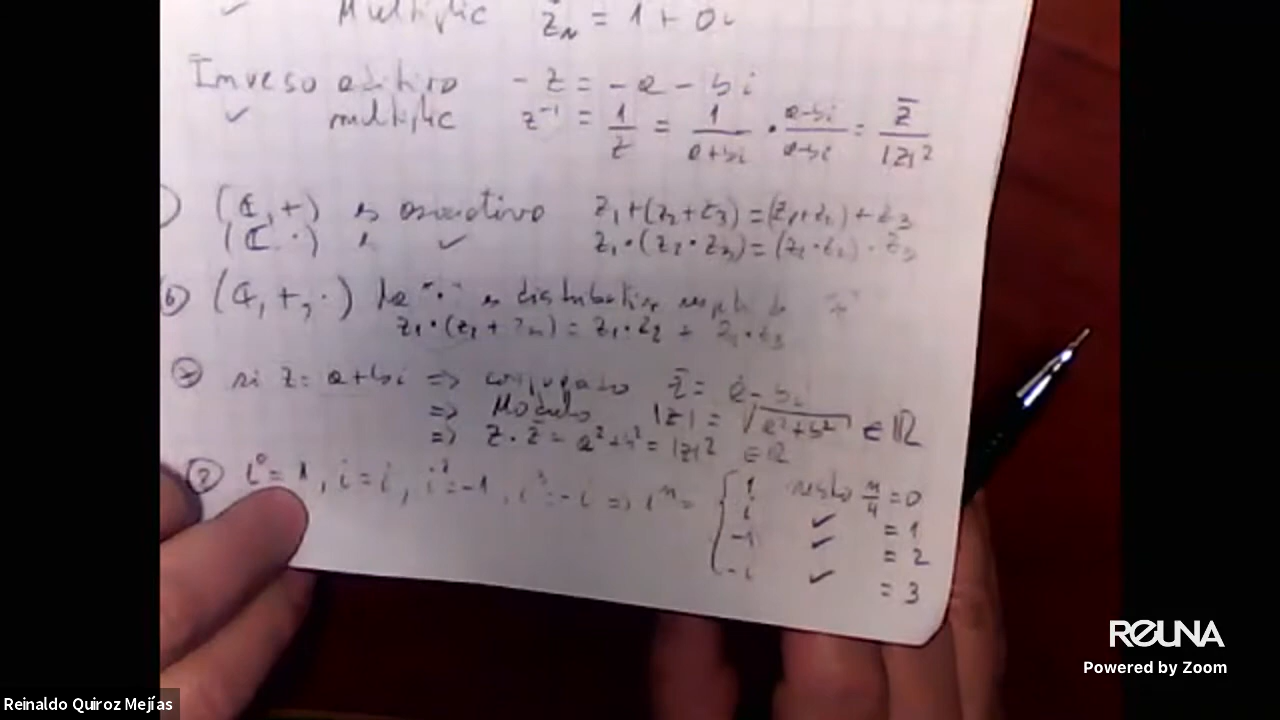 ✓ Multiplic z_N = 1 + 0i
Inveso aditivo - z = -a - bi
✓ multiplic z⁻¹ = 1/z = 1/(a+bi) · (a-bi)/(a-bi) = z̄/|z|²
(ℂ, +) es asociativo z₁+(z₂+z₃)=(z₁+z₂)+z₃
(ℂ, ·) " ✓ z₁·(z₂·z₃)=(z₁·z₂)·z₃
⑥ (ℂ, +, ·) la "·" es distributiva "+"
z₁·(z₂+z₃) = z₁·z₂ + z₁·z₃
⑦ si z = a+bi => conjugado z̄ = a - bi
=> Modulo |z| = √(a²+b²) ∈ ℝ
=> z·z̄ = a²+b² = |z|² ∈ ℝ
i⁰=1, i=i, i²=-1, i³=-i => iⁿ = { 1 resto n/4 = 0
i ✓ = 1
-1 ✓ = 2
-i ✓ = 3
REUNA
Powered by Zoom
Reinaldo Quiroz Mejías